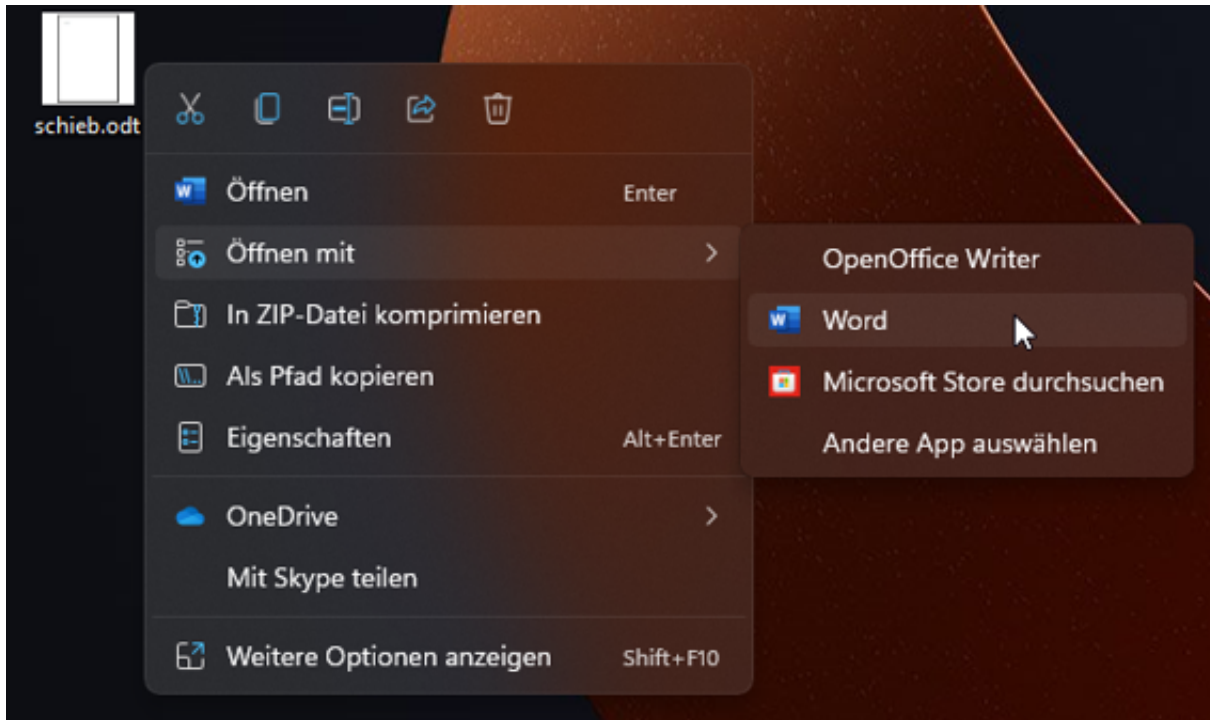 schieb.odt
Öffnen Enter
Öffnen mit
In ZIP-Datei komprimieren
Als Pfad kopieren
Eigenschaften Alt+Enter
OneDrive
Mit Skype teilen
Weitere Optionen anzeigen Shift+F10
OpenOffice Writer
Word
Microsoft Store durchsuchen
Andere App auswählen